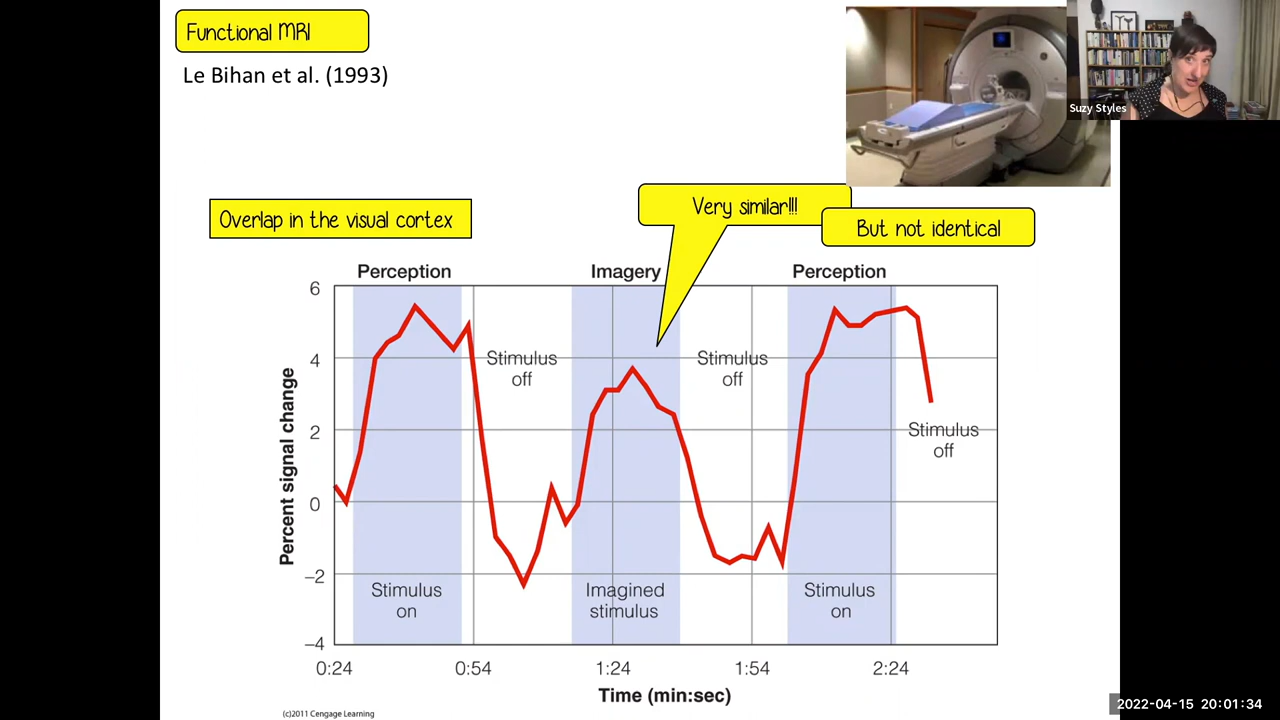 Functional MRI
Le Bihan et al. (1993)
Suzy Styles
Very similar!!!
Overlap in the visual cortex
But not identical
Perception
Imagery
Perception
6
4
2
0
–2
–4
Percent signal change
Stimulus
off
Stimulus
off
Stimulus
off
Stimulus
on
Imagined
stimulus
Stimulus
on
0:24
0:54
1:24
1:54
2:24
Time (min:sec)
(c)2011 Cengage Learning
2022-04-15 20:01:34